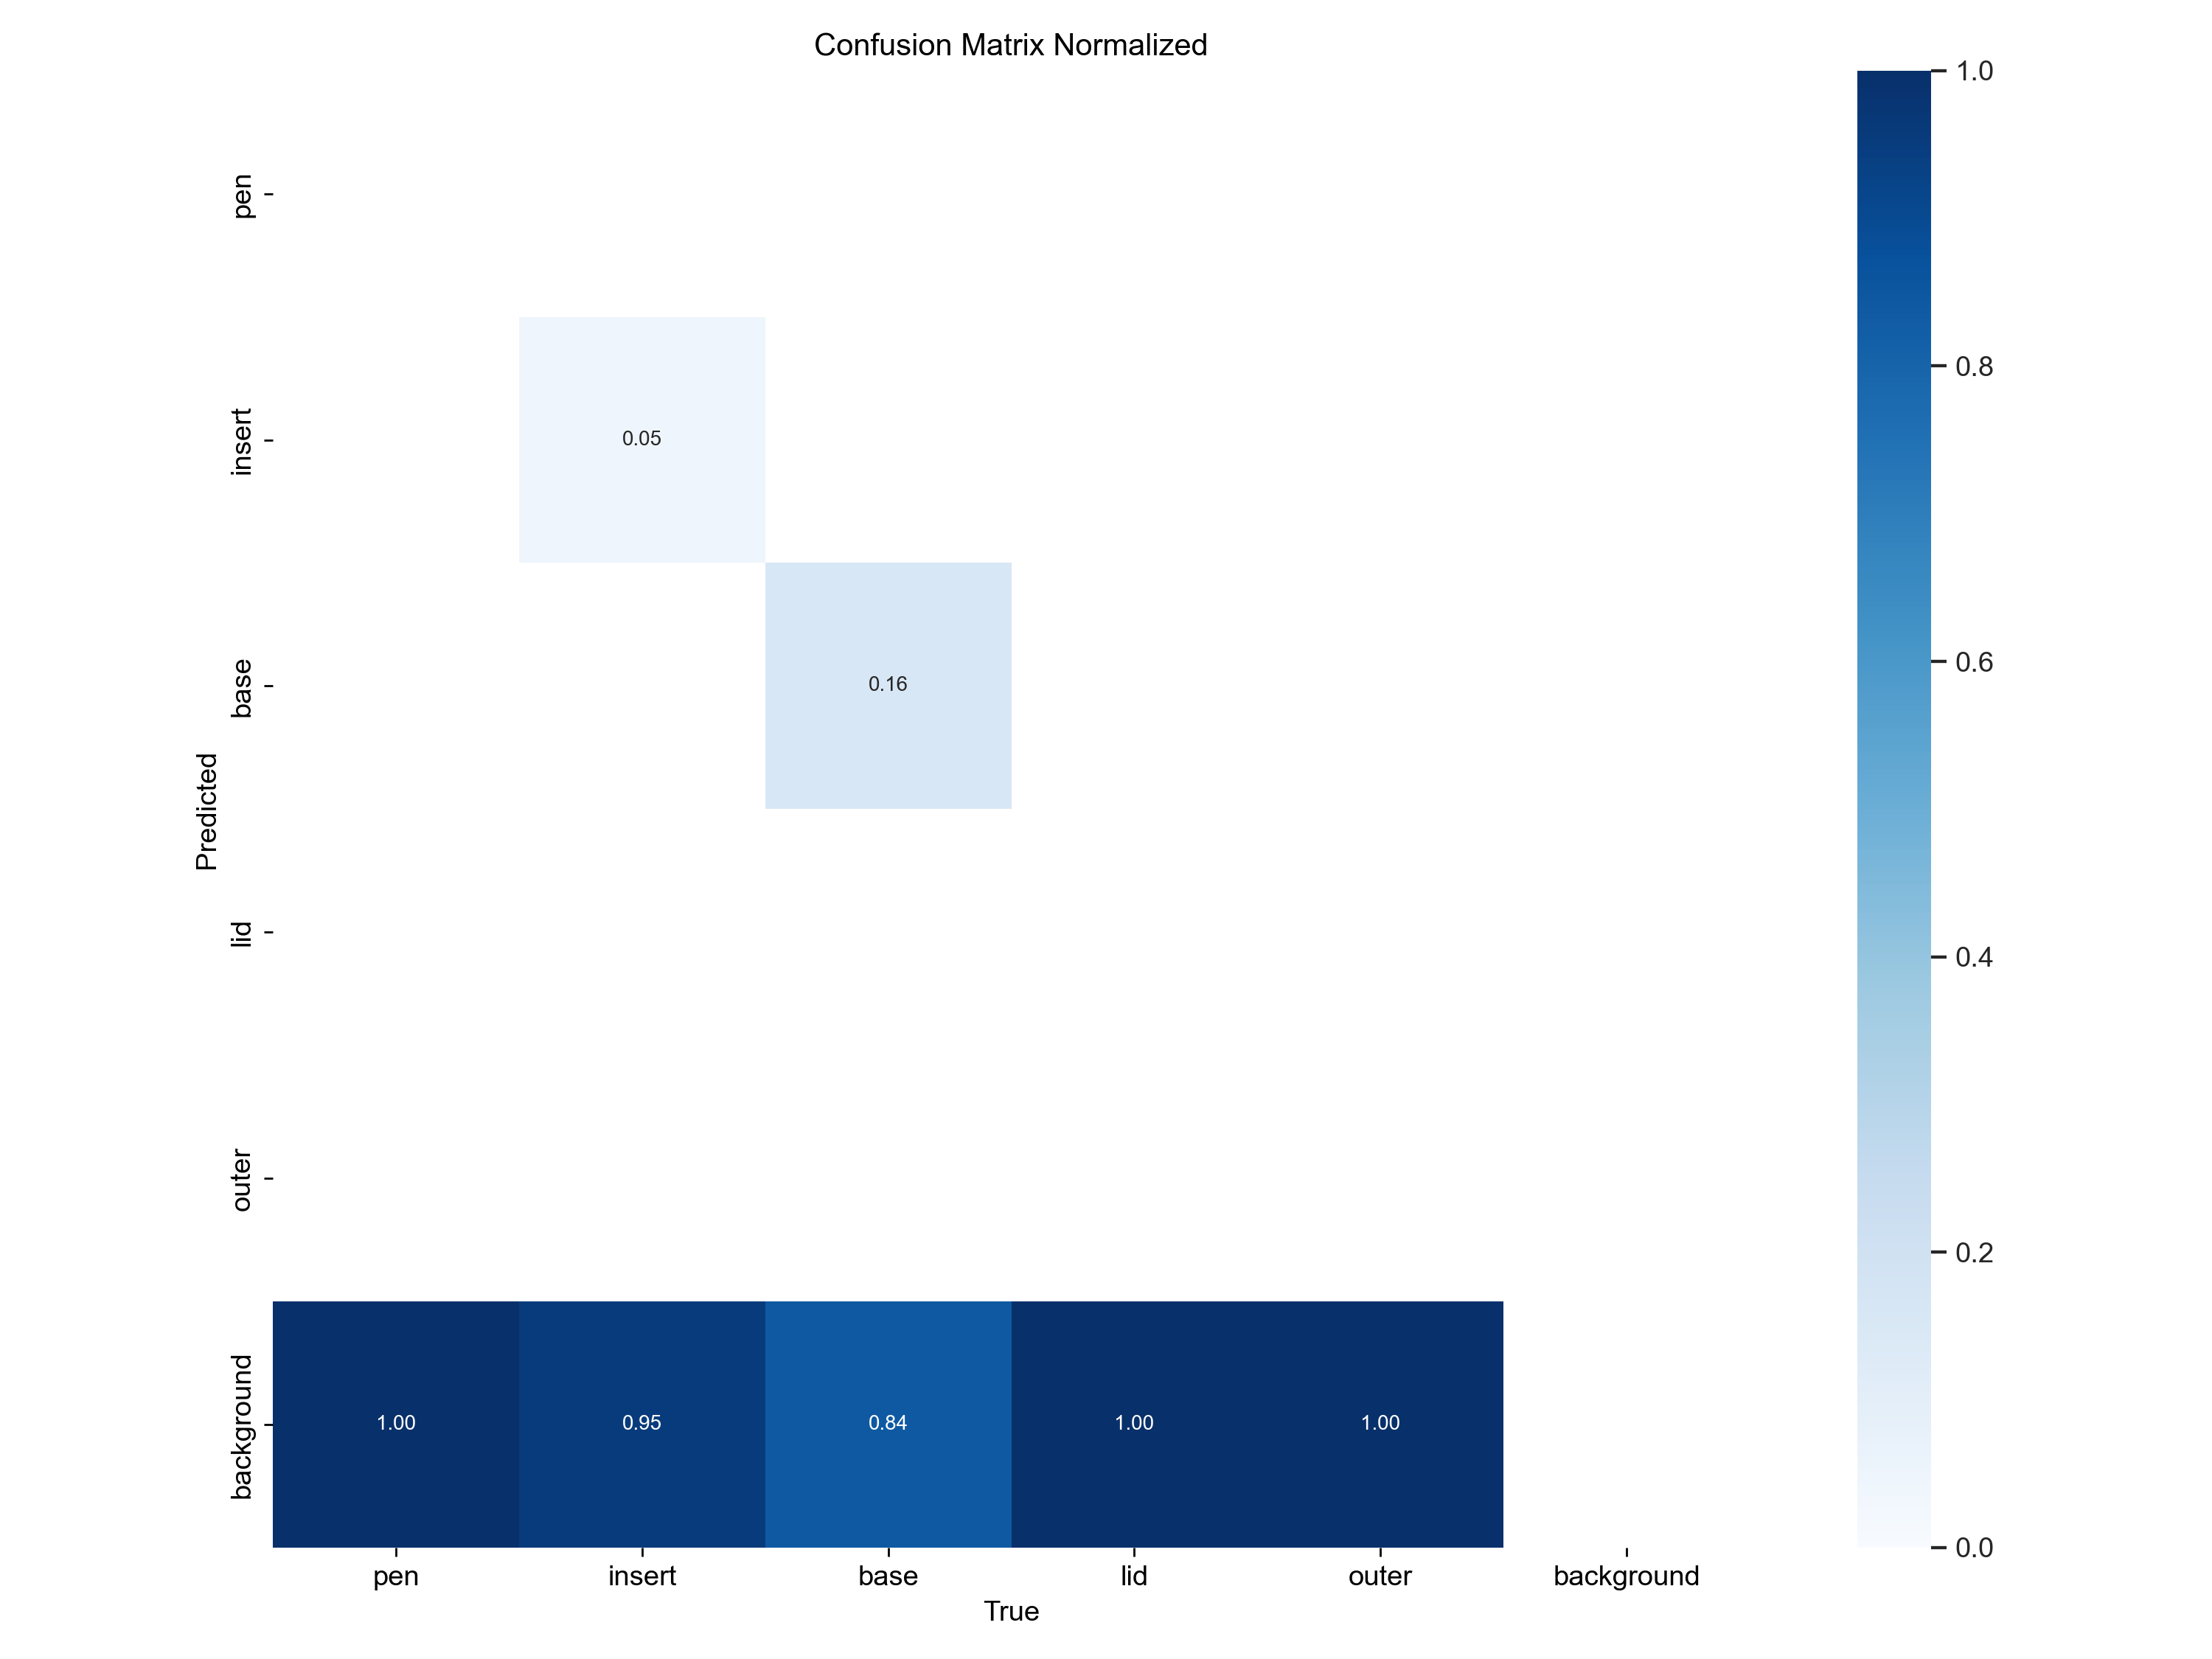 Confusion Matrix Normalized
1.0
pen
0.8
insert
0.05
0.6
base
0.16
Predicted
lid
0.4
outer
0.2
background
1.00 0.95 0.84 1.00 1.00
0.0
pen insert base lid outer background
True